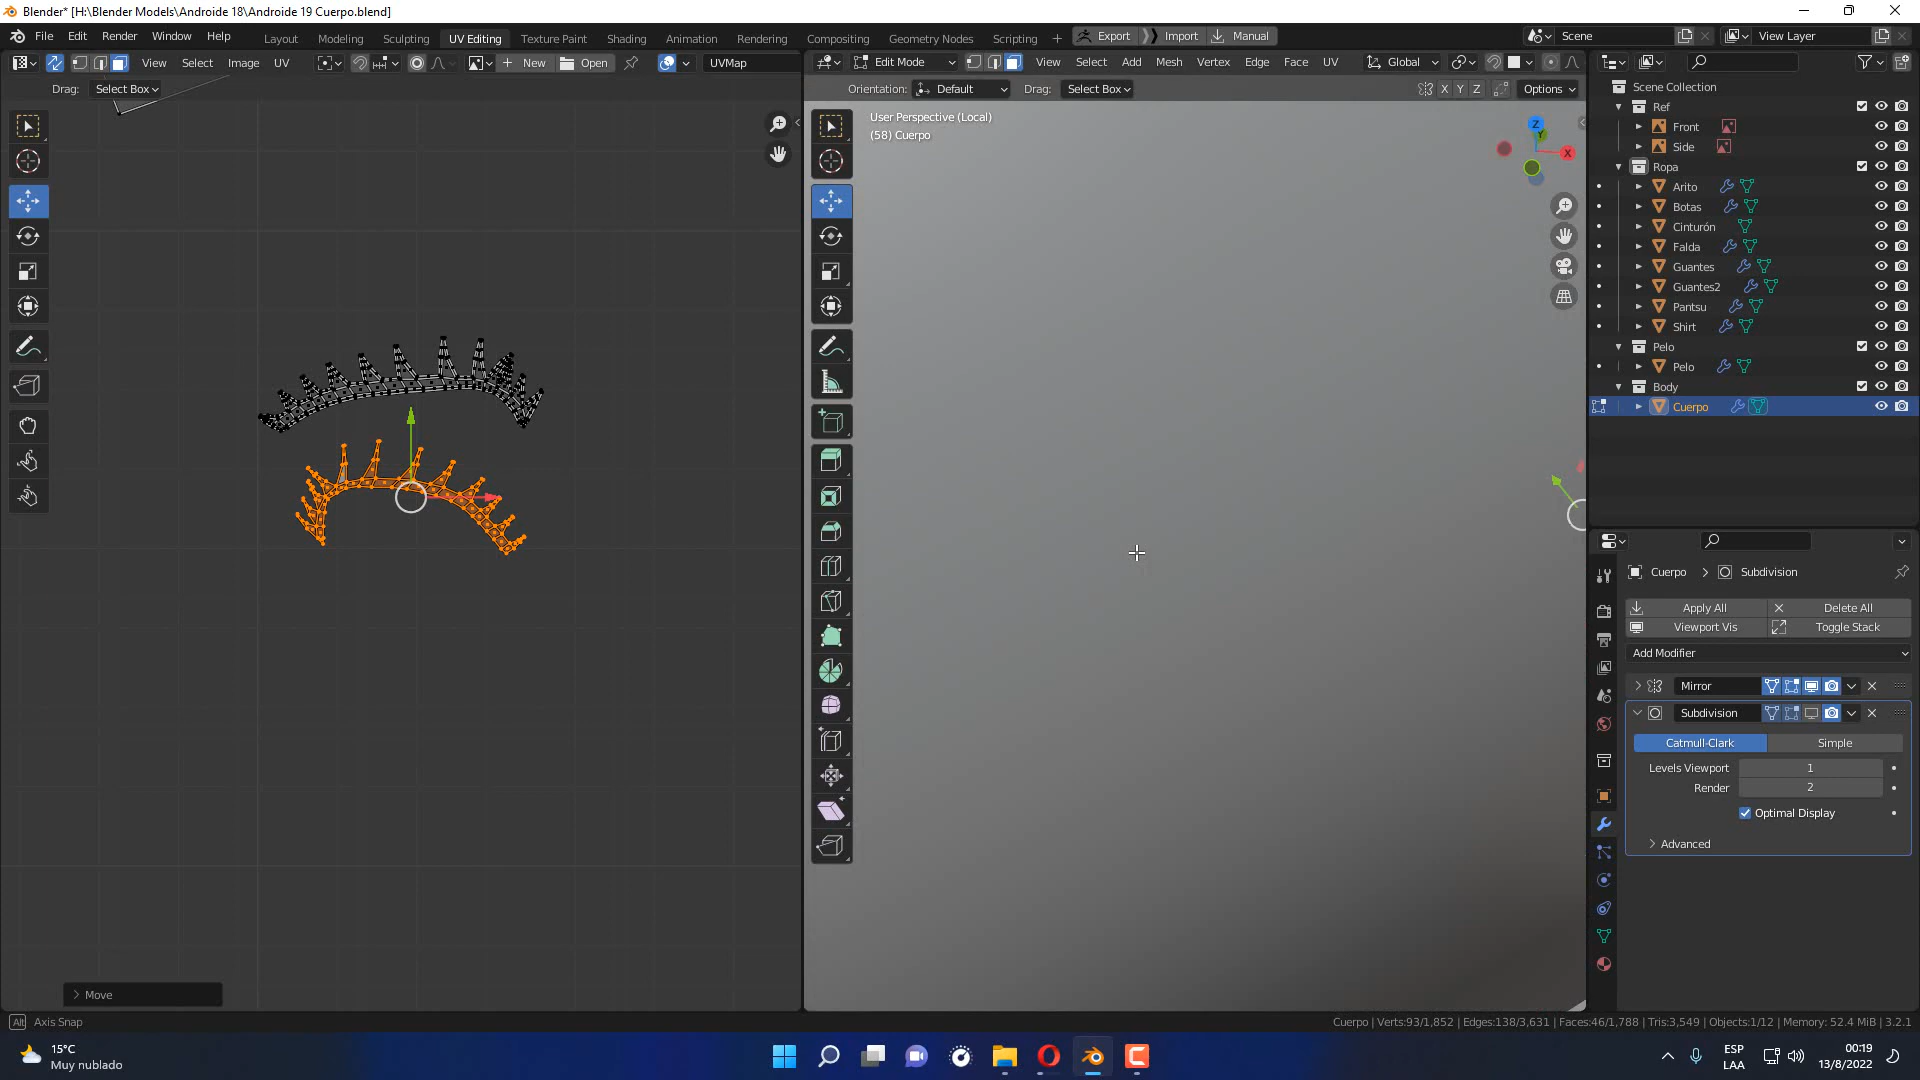 Blender* [H:\Blender Models\Androide 18\Androide 19 Cuerpo.blend]
File Edit Render Window Help
Layout Modeling Sculpting UV Editing Texture Paint Shading Animation Rendering Compositing Geometry Nodes Scripting +
Export Import Manual
Scene
View Layer
View Select Image UV
New Open
UVMap
Edit Mode
View Select Add Mesh Vertex Edge Face UV
Global
Drag: Select Box
Orientation: Default Drag: Select Box
X Y Z
Options
User Perspective (Local)
(58) Cuerpo
Z
Y
X
Scene Collection
Ref
Front
Side
Ropa
Arito
Botas
Cinturón
Falda
Guantes
Guantes2
Pantsu
Shirt
Pelo
Pelo
Body
Cuerpo
Cuerpo > Subdivision
Apply All Delete All
Viewport Vis Toggle Stack
Add Modifier
Mirror
Subdivision
Catmull-Clark Simple
Levels Viewport 1
Render 2
Optimal Display
Advanced
Move
Alt Axis Snap
Cuerpo | Verts:93/1,852 | Edges:138/3,631 | Faces:46/1,788 | Tris:3,549 | Objects:1/12 | Memory: 52.4 MiB | 3.2.1
15°C
Muy nublado
ESP
LAA
00:19
13/8/2022